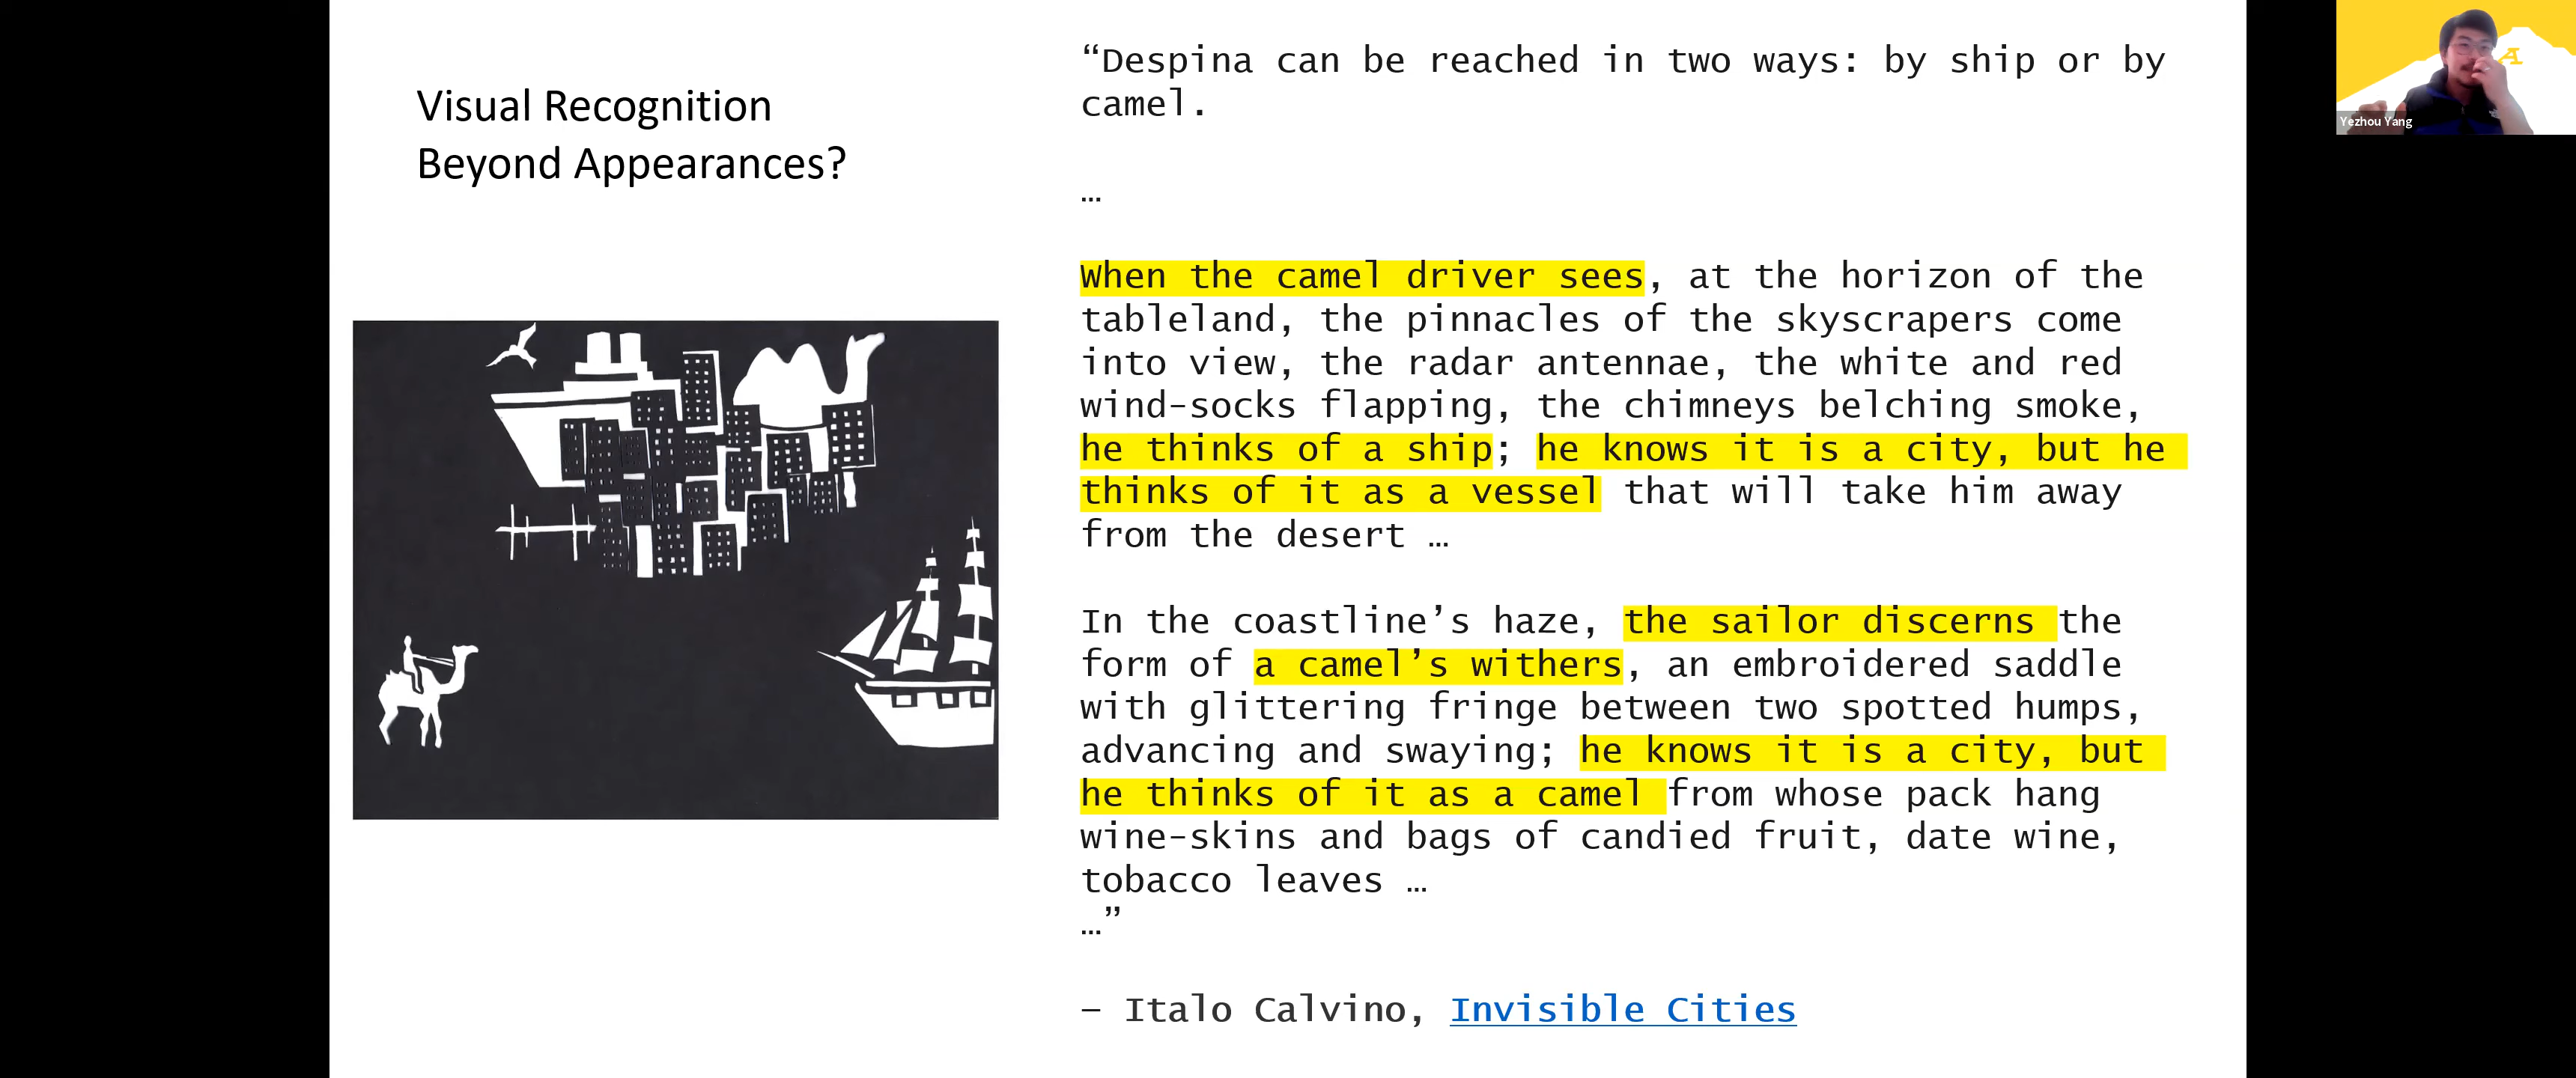 Visual Recognition
Beyond Appearances?
“Despina can be reached in two ways: by ship or by
camel.
…
When the camel driver sees, at the horizon of the
tableland, the pinnacles of the skyscrapers come
into view, the radar antennae, the white and red
wind-socks flapping, the chimneys belching smoke,
he thinks of a ship; he knows it is a city, but he
thinks of it as a vessel that will take him away
from the desert …
In the coastline’s haze, the sailor discerns the
form of a camel’s withers, an embroidered saddle
with glittering fringe between two spotted humps,
advancing and swaying; he knows it is a city, but
he thinks of it as a camel from whose pack hang
wine-skins and bags of candied fruit, date wine,
tobacco leaves …
…”
– Italo Calvino, Invisible Cities
A
Yezhou Yang